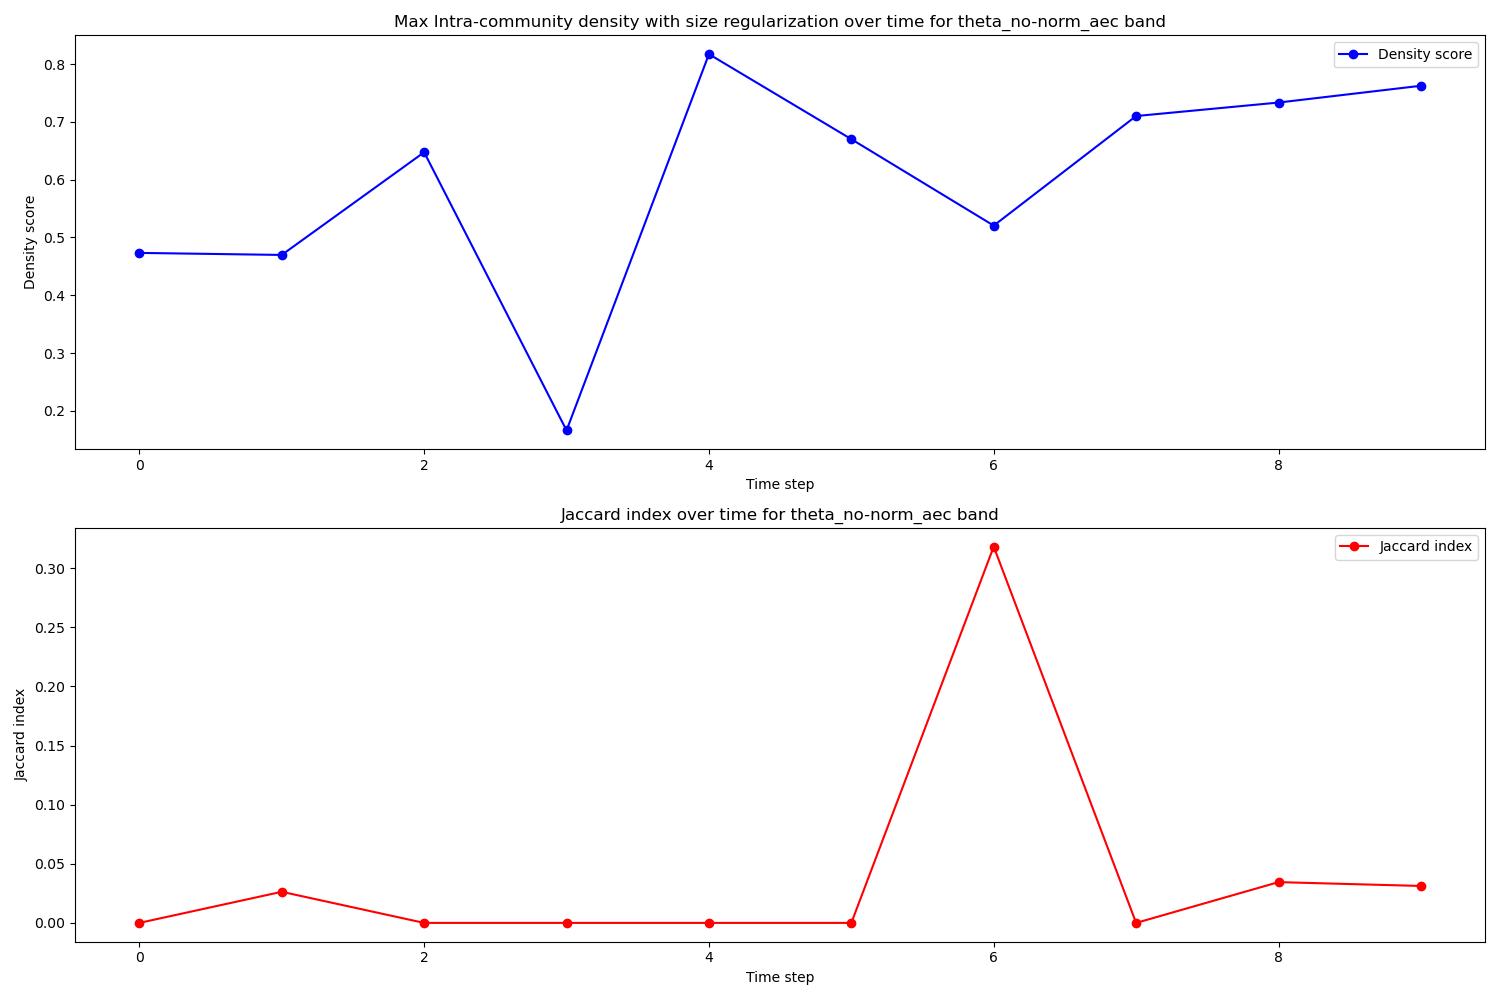 Max Intra-community density with size regularization over time for theta_no-norm_aec band
Density score
0.8
0.7
0.6
0.5
0.4
0.3
0.2
Density score
0 2 4 6 8
Time step
Jaccard index over time for theta_no-norm_aec band
Jaccard index
0.30
0.25
0.20
0.15
0.10
0.05
0.00
Jaccard index
0 2 4 6 8
Time step